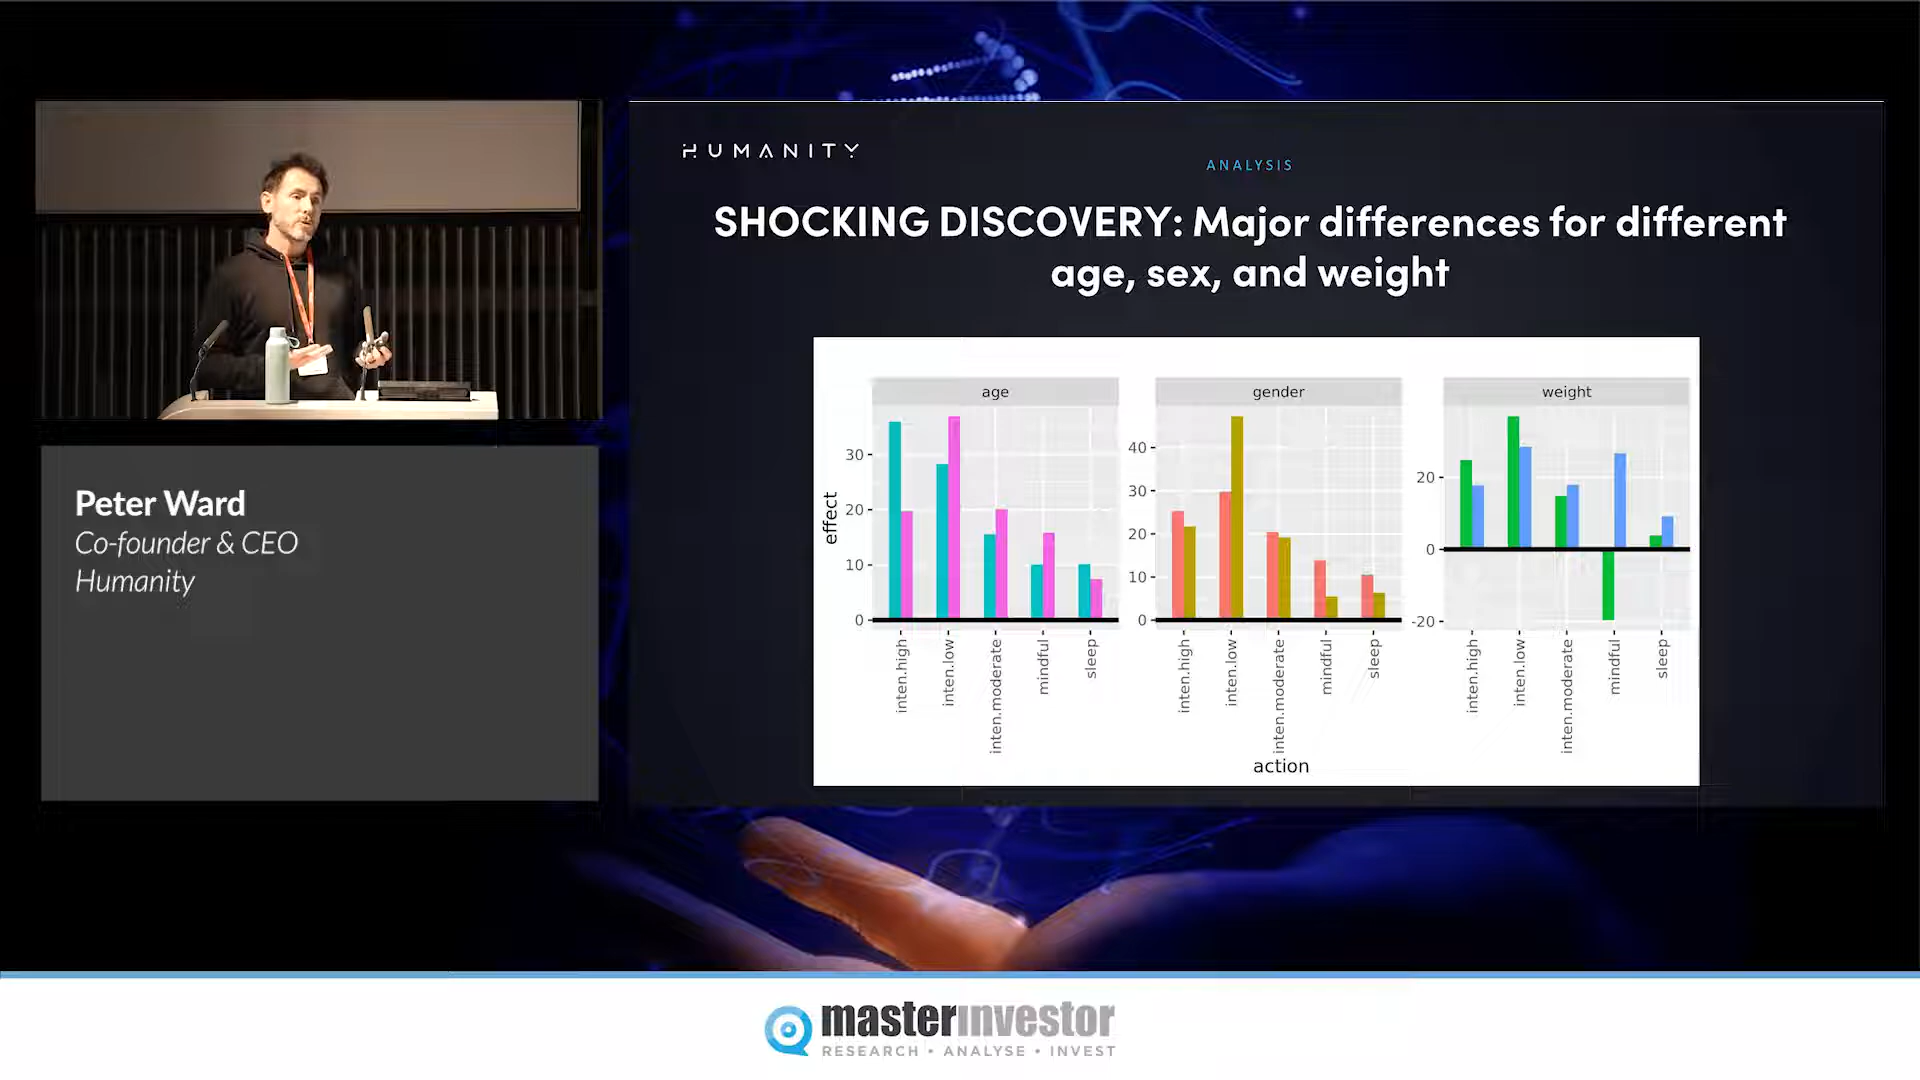 HUMANITY
ANALYSIS
SHOCKING DISCOVERY: Major differences for different
age, sex, and weight
Peter Ward
Co-founder & CEO
Humanity
effect
age
30
20
10
0
inten.high
inten.low
inten.moderate
mindful
sleep
gender
40
30
20
10
0
inten.high
inten.low
inten.moderate
mindful
sleep
weight
20
0
-20
inten.high
inten.low
inten.moderate
mindful
sleep
action
masterinvestor
RESEARCH • ANALYSE • INVEST